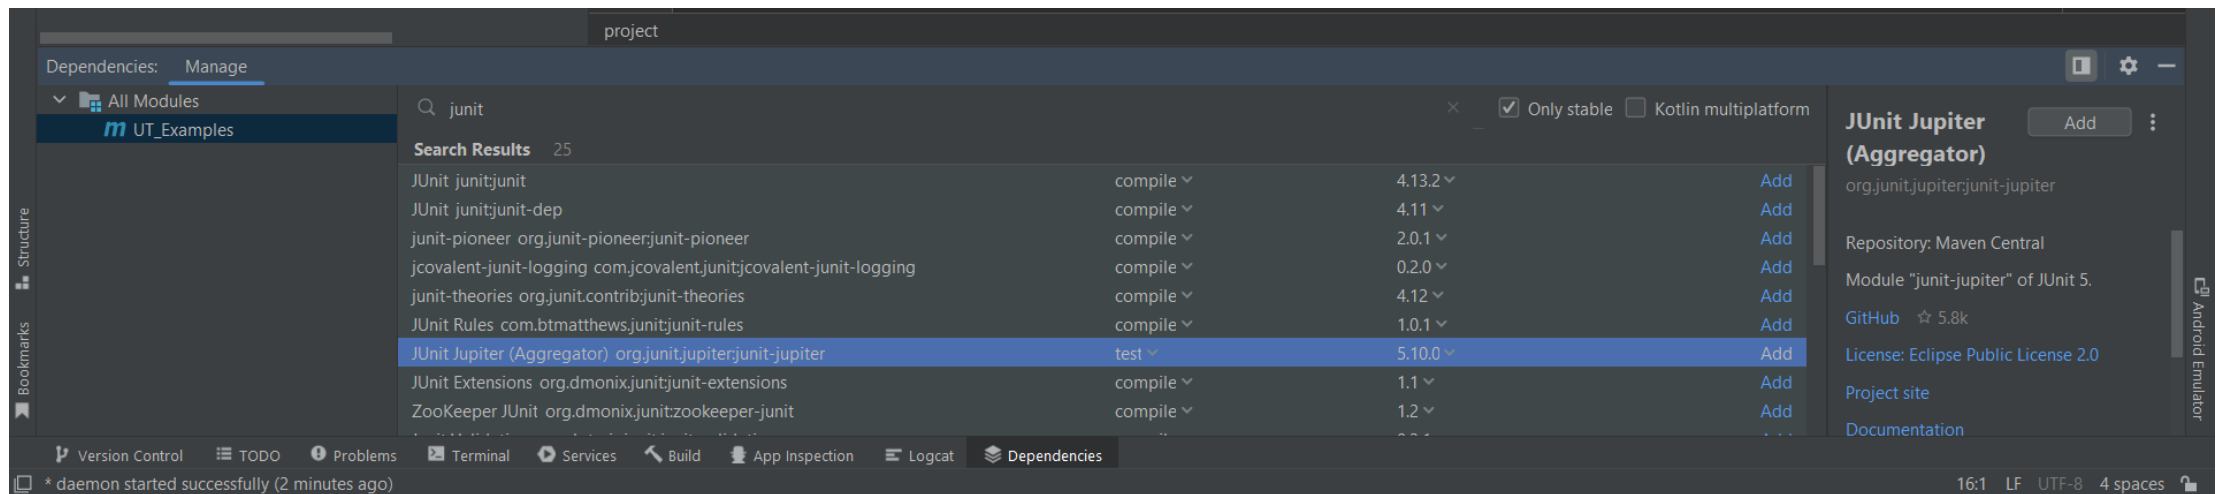 project
Dependencies: Manage
All Modules
m UT_Examples
junit
Only stable Kotlin multiplatform
Search Results 25
JUnit junit:junit compile 4.13.2 Add
JUnit junit:junit-dep compile 4.11 Add
junit-pioneer org.junit-pioneer:junit-pioneer compile 2.0.1 Add
jcovalent-junit-logging com.jcovalent.junit:jcovalent-junit-logging compile 0.2.0 Add
junit-theories org.junit.contrib:junit-theories compile 4.12 Add
JUnit Rules com.btmatthews.junit:junit-rules compile 1.0.1 Add
JUnit Jupiter (Aggregator) org.junit.jupiter:junit-jupiter test 5.10.0 Add
JUnit Extensions org.dmonix.junit:junit-extensions compile 1.1 Add
ZooKeeper JUnit org.dmonix.junit:zookeeper-junit compile 1.2 Add
JUnit Jupiter Add
(Aggregator)
org.junit.jupiter:junit-jupiter
Repository: Maven Central
Module "junit-jupiter" of JUnit 5.
GitHub 5.8k
License: Eclipse Public License 2.0
Project site
Documentation
Structure
Bookmarks
Android Emulator
Version Control TODO Problems Terminal Services Build App Inspection Logcat Dependencies
* daemon started successfully (2 minutes ago) 16:1 LF UTF-8 4 spaces